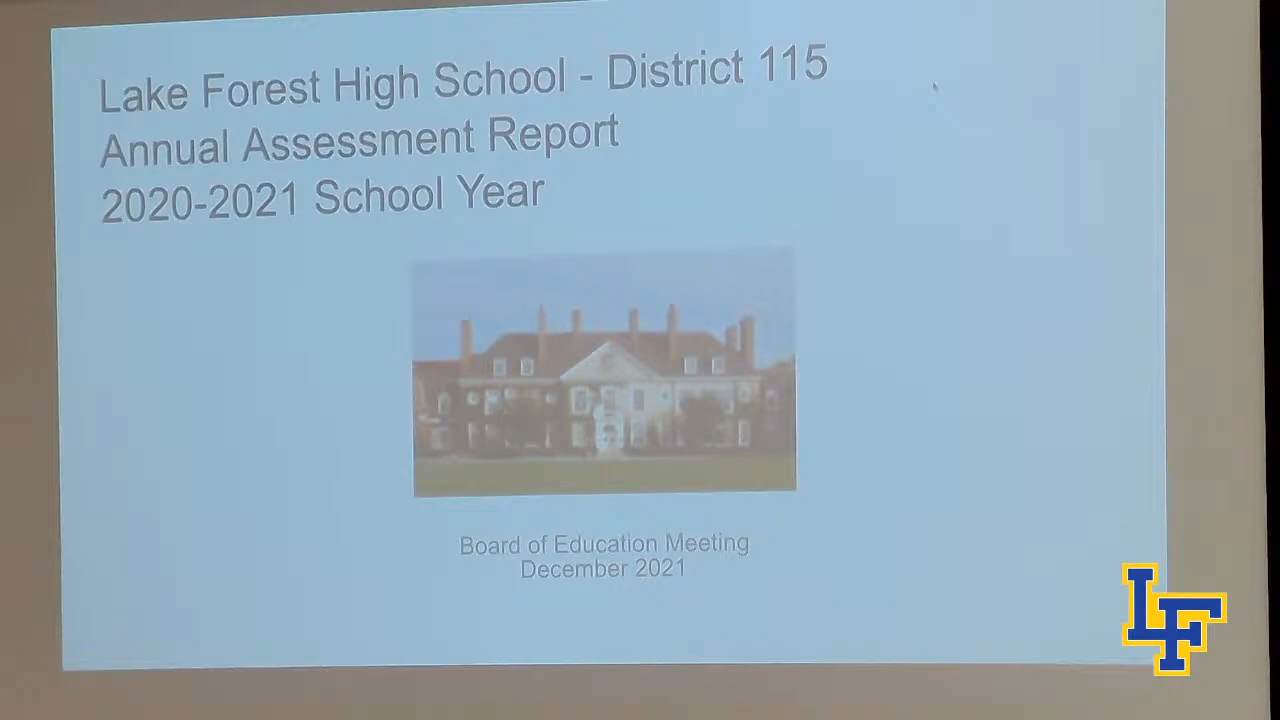 Lake Forest High School - District 115
Annual Assessment Report
2020-2021 School Year
Board of Education Meeting
December 2021
LF